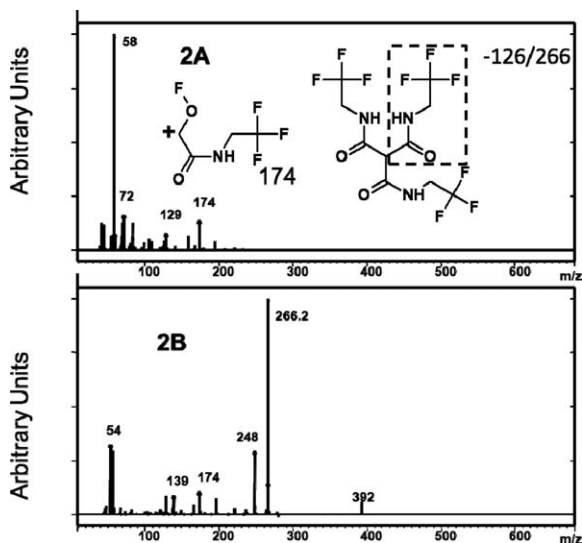 58
2A
-126/266
F
O
+
O
NH
F
F
F
174
F
F
F
NH
O
F
F
F
HN
O
O
NH
F
F
F
72
129
174
Arbitrary Units
100
200
300
400
500
600
m/z
266.2
2B
54
248
139
174
392
Arbitrary Units
100
200
300
400
500
600
m/z